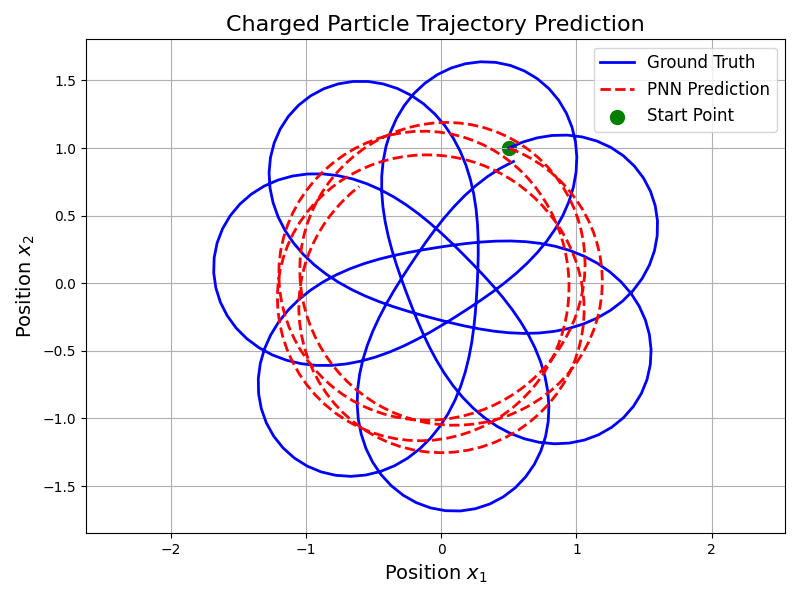 Charged Particle Trajectory Prediction
Ground Truth
PNN Prediction
Start Point
1.5
1.0
0.5
0.0
−0.5
−1.0
−1.5
Position x₂
−2
−1
0
1
2
Position x₁